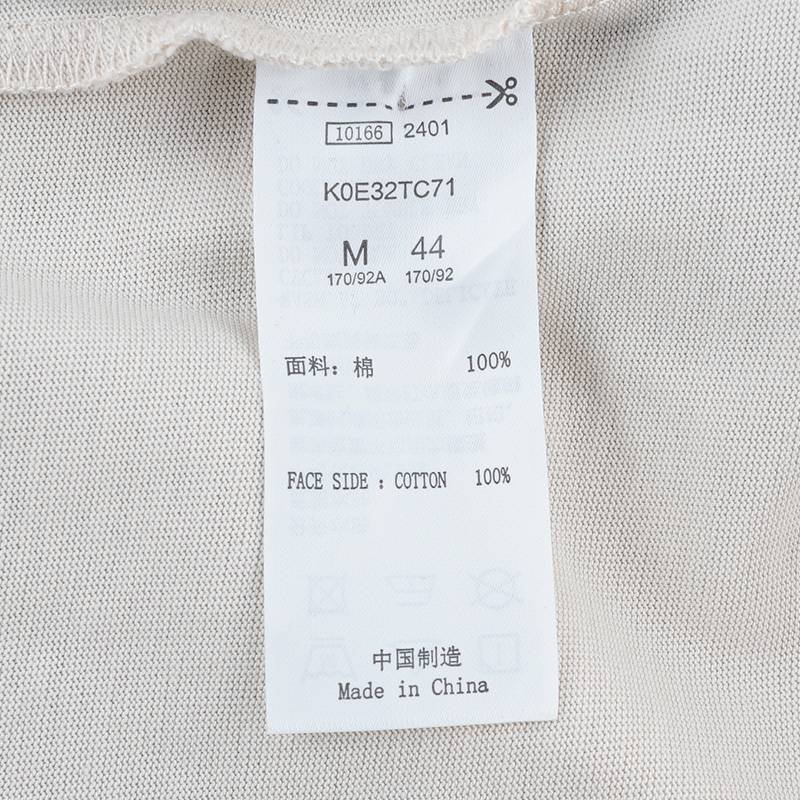 10166 2401
K0E32TC71
M 44
170/92A 170/92
面料：棉 100%
FACE SIDE : COTTON 100%
中国制造
Made in China